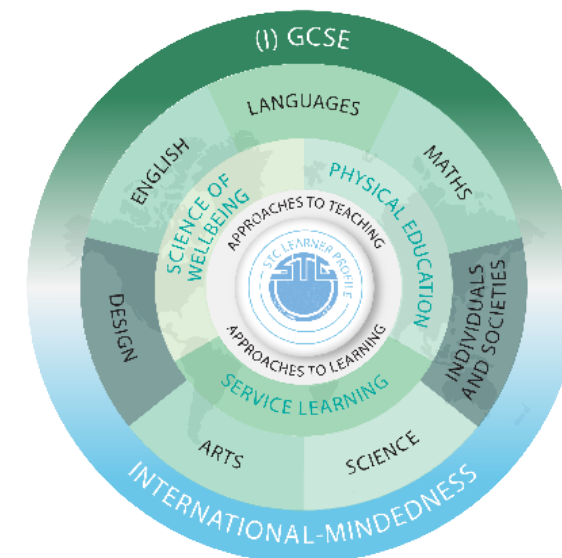 (I) GCSE
LANGUAGES
ENGLISH
MATHS
DESIGN
INDIVIDUALS
AND SOCIETIES
ARTS
SCIENCE
SCIENCE OF
WELLBEING
PHYSICAL EDUCATION
SERVICE LEARNING
APPROACHES TO TEACHING
STC LEARNER PROFILE
STC
APPROACHES TO LEARNING
INTERNATIONAL-MINDEDNESS